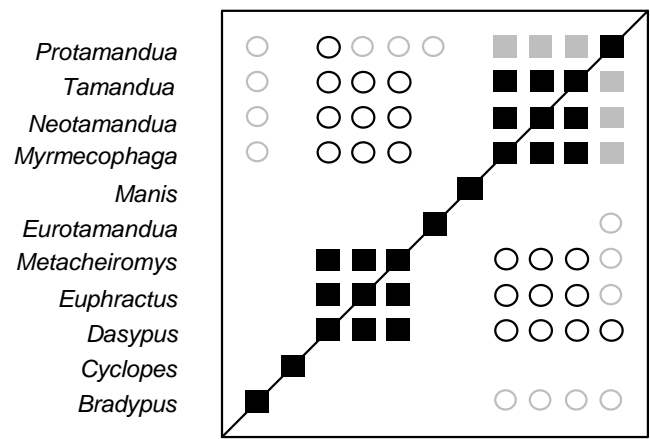 Protamandua
Tamandua
Neotamandua
Myrmecophaga
Manis
Eurotamandua
Metacheiromys
Euphractus
Dasypus
Cyclopes
Bradypus